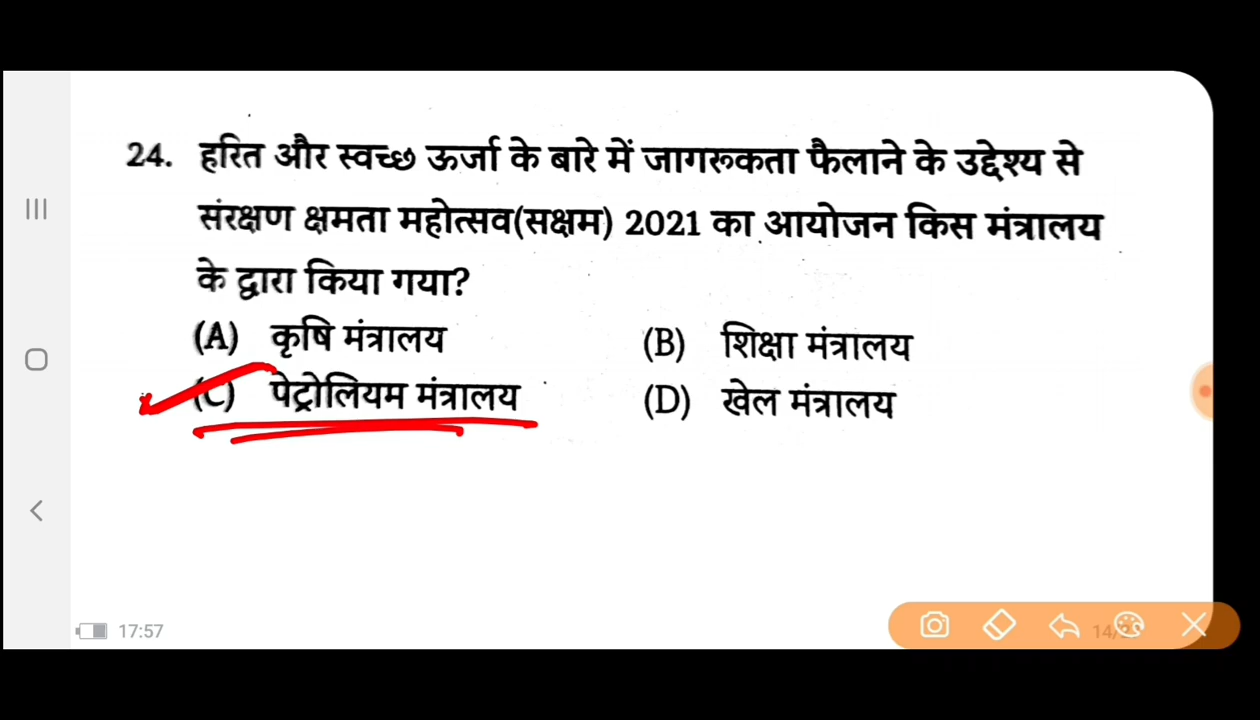 24. हरित और स्वच्छ ऊर्जा के बारे में जागरूकता फैलाने के उद्देश्य से
संरक्षण क्षमता महोत्सव(सक्षम) 2021 का आयोजन किस मंत्रालय
के द्वारा किया गया?
(A) कृषि मंत्रालय (B) शिक्षा मंत्रालय
(C) पेट्रोलियम मंत्रालय (D) खेल मंत्रालय
17:57